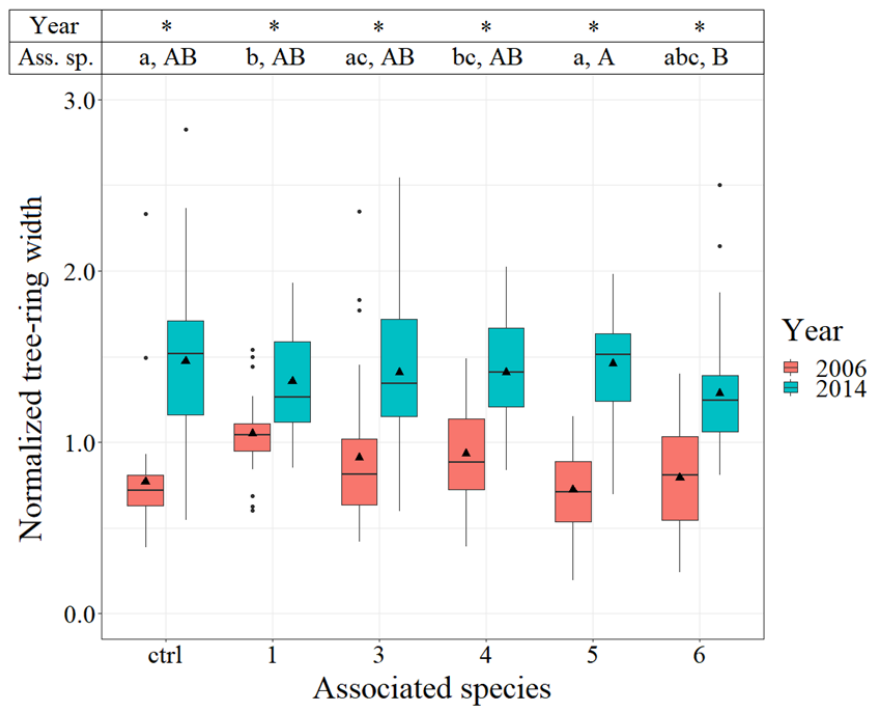 Year * * * * * *
Ass. sp. a, AB b, AB ac, AB bc, AB a, A abc, B
3.0
2.0
1.0
0.0
Normalized tree-ring width
ctrl 1 3 4 5 6
Associated species
Year
2006
2014